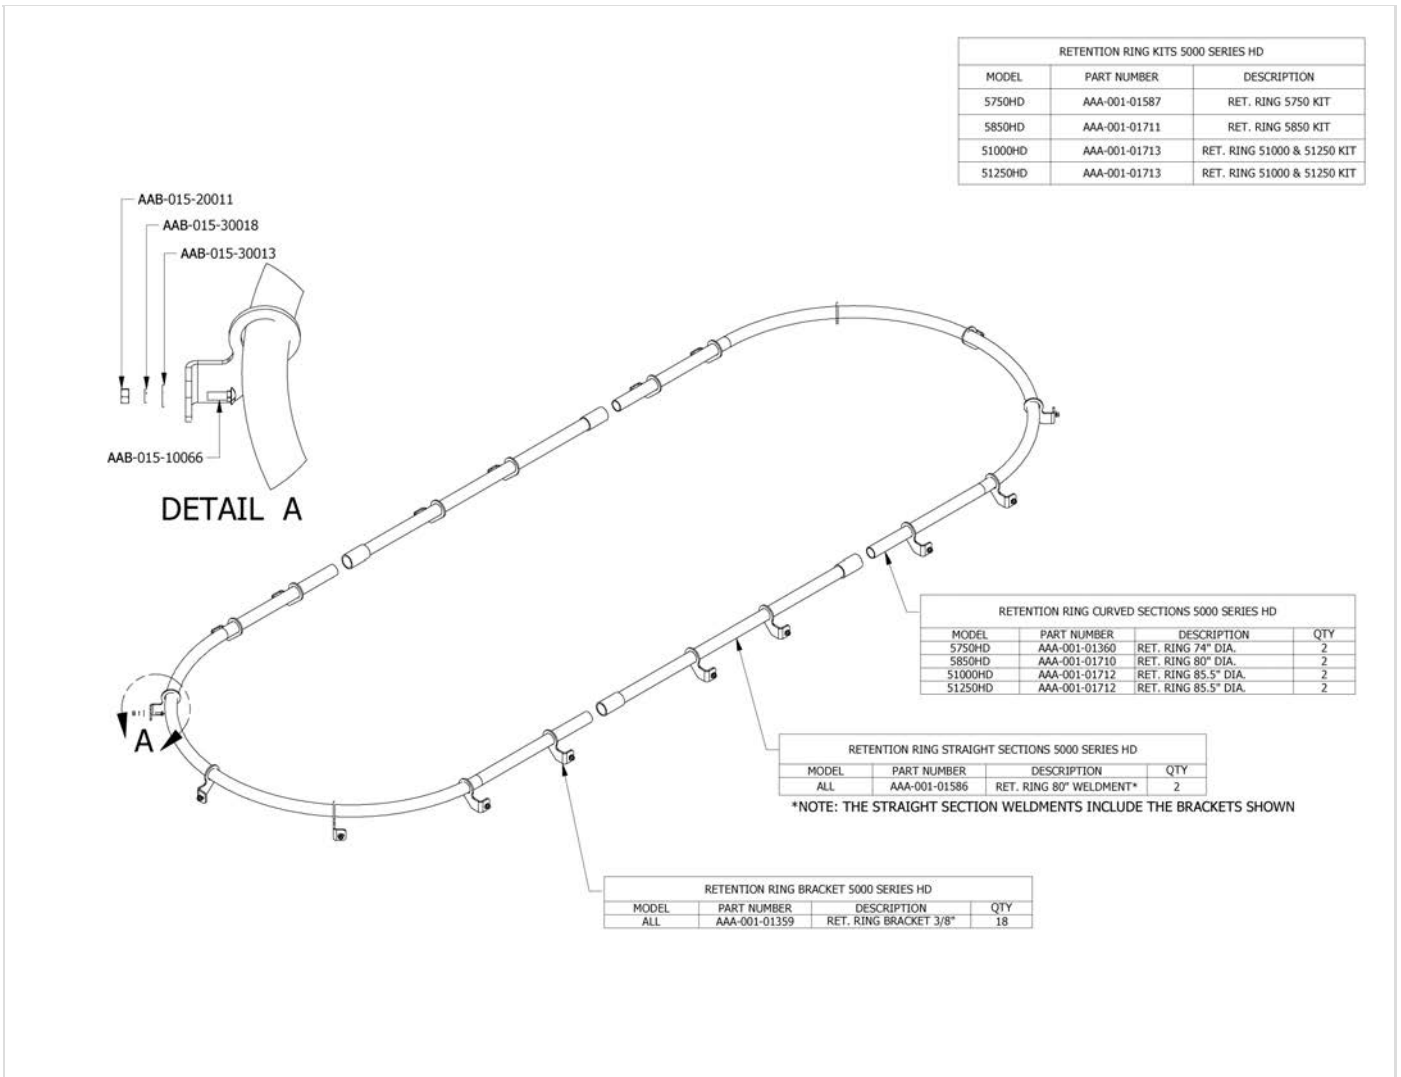 RETENTION RING KITS 5000 SERIES HD
MODEL PART NUMBER DESCRIPTION
5750HD AAA-001-01587 RET. RING 5750 KIT
5850HD AAA-001-01711 RET. RING 5850 KIT
51000HD AAA-001-01713 RET. RING 51000 & 51250 KIT
51250HD AAA-001-01713 RET. RING 51000 & 51250 KIT
AAB-015-20011
AAB-015-30018
AAB-015-30013
AAB-015-10066
DETAIL A
RETENTION RING CURVED SECTIONS 5000 SERIES HD
MODEL PART NUMBER DESCRIPTION QTY
5750HD AAA-001-01360 RET. RING 74" DIA. 2
5850HD AAA-001-01710 RET. RING 80" DIA. 2
51000HD AAA-001-01712 RET. RING 85.5" DIA. 2
51250HD AAA-001-01712 RET. RING 85.5" DIA. 2
A
RETENTION RING STRAIGHT SECTIONS 5000 SERIES HD
MODEL PART NUMBER DESCRIPTION QTY
ALL AAA-001-01586 RET. RING 80" WELDMENT* 2
*NOTE: THE STRAIGHT SECTION WELDMENTS INCLUDE THE BRACKETS SHOWN
RETENTION RING BRACKET 5000 SERIES HD
MODEL PART NUMBER DESCRIPTION QTY
ALL AAA-001-01359 RET. RING BRACKET 3/8" 18